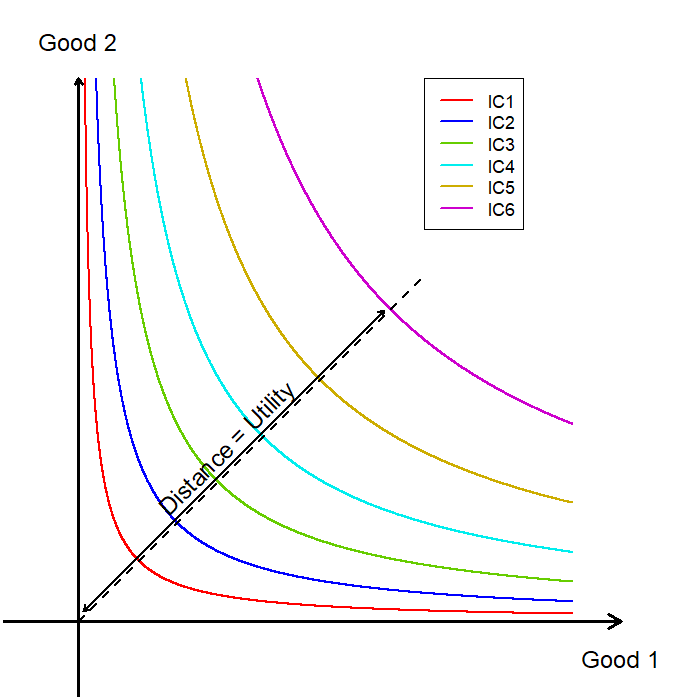 Good 2
IC1
IC2
IC3
IC4
IC5
IC6
Distance = Utility
Good 1